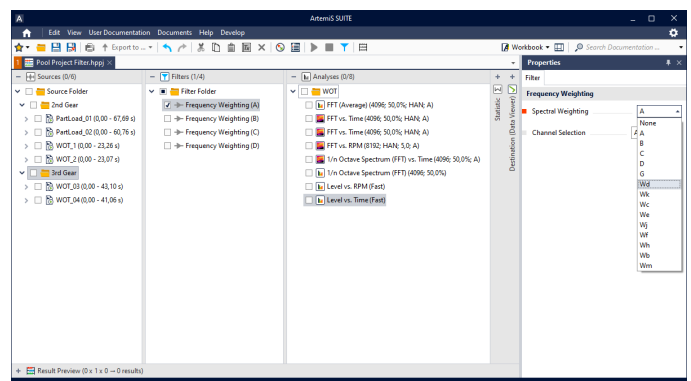 ArtemiS SUITE
Edit View User Documentation Documents Help Develop
Export to ...
Workbook
Search Documentation ...
1 Pool Project Filter.hppj
Properties
Sources (0/6)
Filters (1/4)
Analyses (0/8)
Filter
Source Folder
2nd Gear
PartLoad_01 (0,00 - 67,69 s)
PartLoad_02 (0,00 - 60,76 s)
WOT_1 (0,00 - 23,26 s)
WOT_2 (0,00 - 23,07 s)
3rd Gear
WOT_03 (0,00 - 43,10 s)
WOT_04 (0,00 - 41,06 s)
Filter Folder
Frequency Weighting (A)
Frequency Weighting (B)
Frequency Weighting (C)
Frequency Weighting (D)
WOT
FFT (Average) (4096; 50,0%; HAN; A)
FFT vs. Time (4096; 50,0%; HAN; A)
FFT vs. Time (4096; 50,0%; HAN; A)
FFT vs. RPM (8192; HAN; 5,0; A)
1/n Octave Spectrum (FFT) vs. Time (4096; 50,0%; A)
1/n Octave Spectrum (FFT) (4096; 50,0%)
Level vs. RPM (Fast)
Level vs. Time (Fast)
Statistic
Destination (Data Viewer)
Frequency Weighting
Spectral Weighting
A
Channel Selection
None
A
B
C
D
G
Wd
Wk
Wc
We
Wj
Wf
Wh
Wb
Wm
Result Preview (0 x 1 x 0 → 0 results)